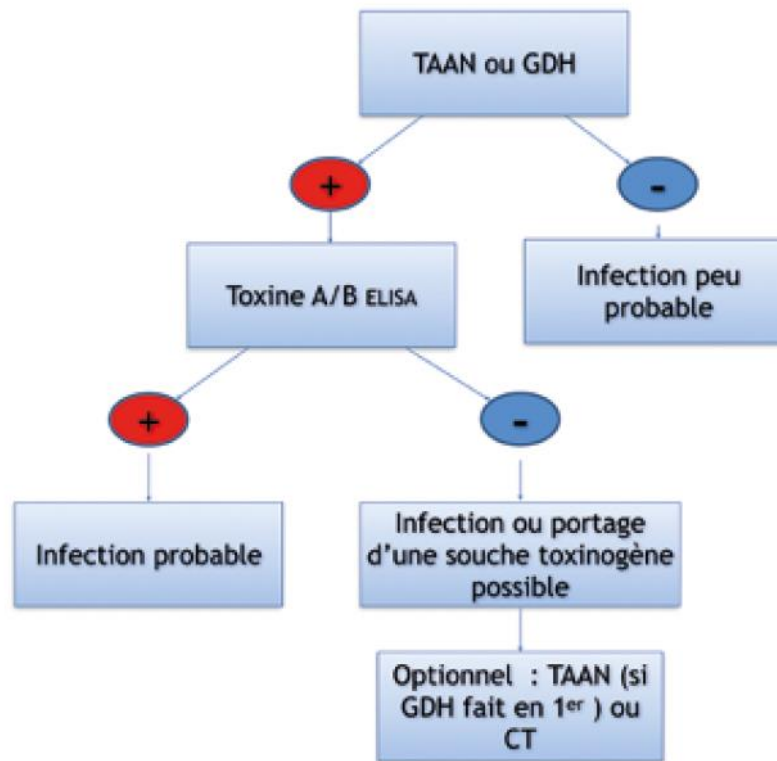 TAAN ou GDH
+
-
Toxine A/B ELISA
Infection peu
probable
+
-
Infection probable
Infection ou portage
d'une souche toxinogène
possible
Optionnel : TAAN (si
GDH fait en 1er ) ou
CT